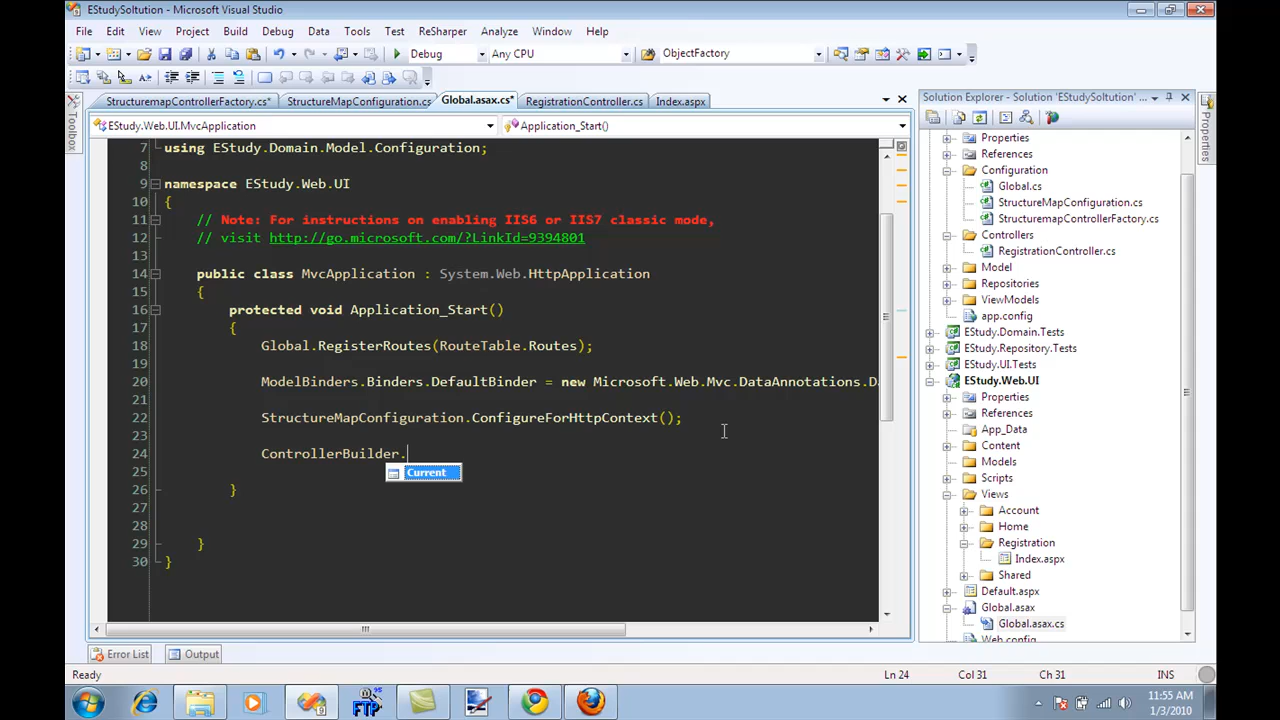 EStudySoltution - Microsoft Visual Studio
File Edit View Project Build Debug Data Tools Test ReSharper Analyze Window Help
Debug Any CPU ObjectFactory
StructuremapControllerFactory.cs* StructureMapConfiguration.cs Global.asax.cs* RegistrationController.cs Index.aspx
EStudy.Web.UI.MvcApplication Application_Start()
7 using EStudy.Domain.Model.Configuration;
8
9 namespace EStudy.Web.UI
10 {
11 // Note: For instructions on enabling IIS6 or IIS7 classic mode,
12 // visit http://go.microsoft.com/?LinkId=9394801
13
14 public class MvcApplication : System.Web.HttpApplication
15 {
16 protected void Application_Start()
17 {
18 Global.RegisterRoutes(RouteTable.Routes);
19
20 ModelBinders.Binders.DefaultBinder = new Microsoft.Web.Mvc.DataAnnotations.Da
21
22 StructureMapConfiguration.ConfigureForHttpContext();
23
24 ControllerBuilder.
Current
26 }
27
28
29 }
30 }
Toolbox
Solution Explorer - Solution 'EStudySoltution' ...
Properties
References
Configuration
Global.cs
StructureMapConfiguration.cs
StructuremapControllerFactory.cs
Controllers
RegistrationController.cs
Model
Repositories
ViewModels
app.config
EStudy.Domain.Tests
EStudy.Repository.Tests
EStudy.UI.Tests
EStudy.Web.UI
Properties
References
App_Data
Content
Models
Scripts
Views
Account
Home
Registration
Index.aspx
Shared
Default.aspx
Global.asax
Global.asax.cs
Web.config
Properties
Error List Output
Ready Ln 24 Col 31 Ch 31 INS
FTP
11:55 AM
1/3/2010